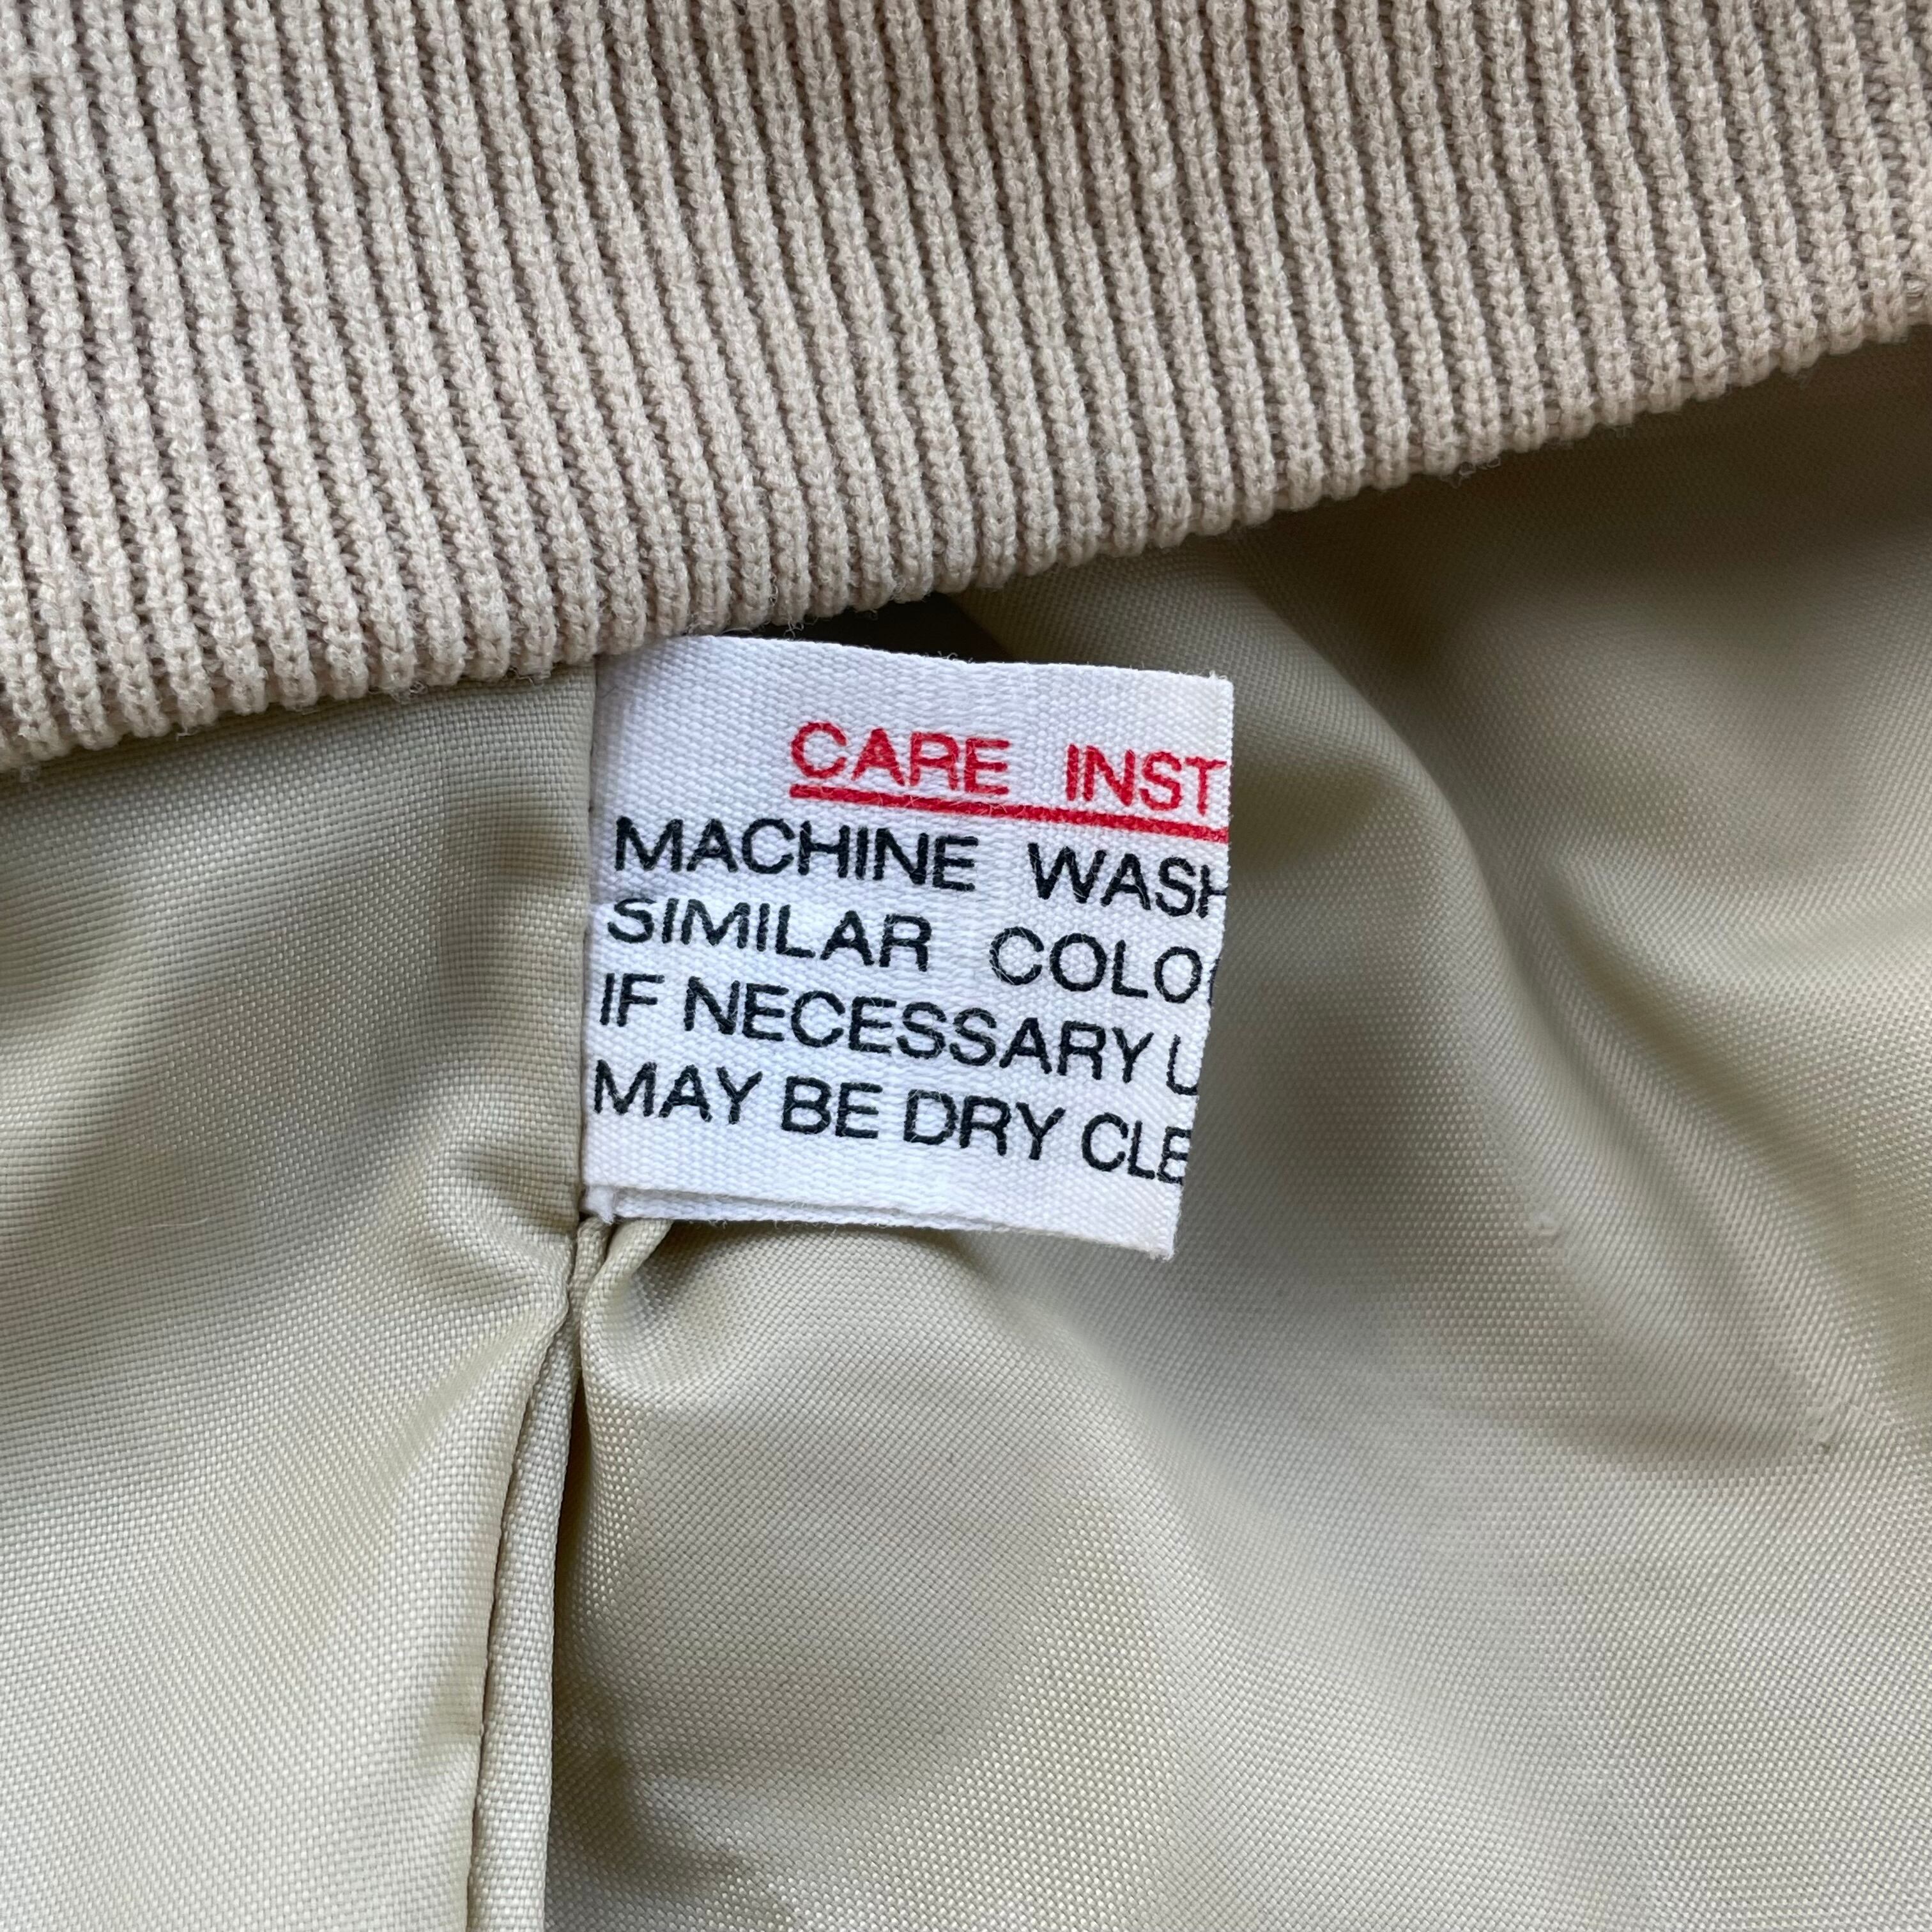 CARE INST
MACHINE WASH
SIMILAR COLO
IF NECESSARY U
MAY BE DRY CLE